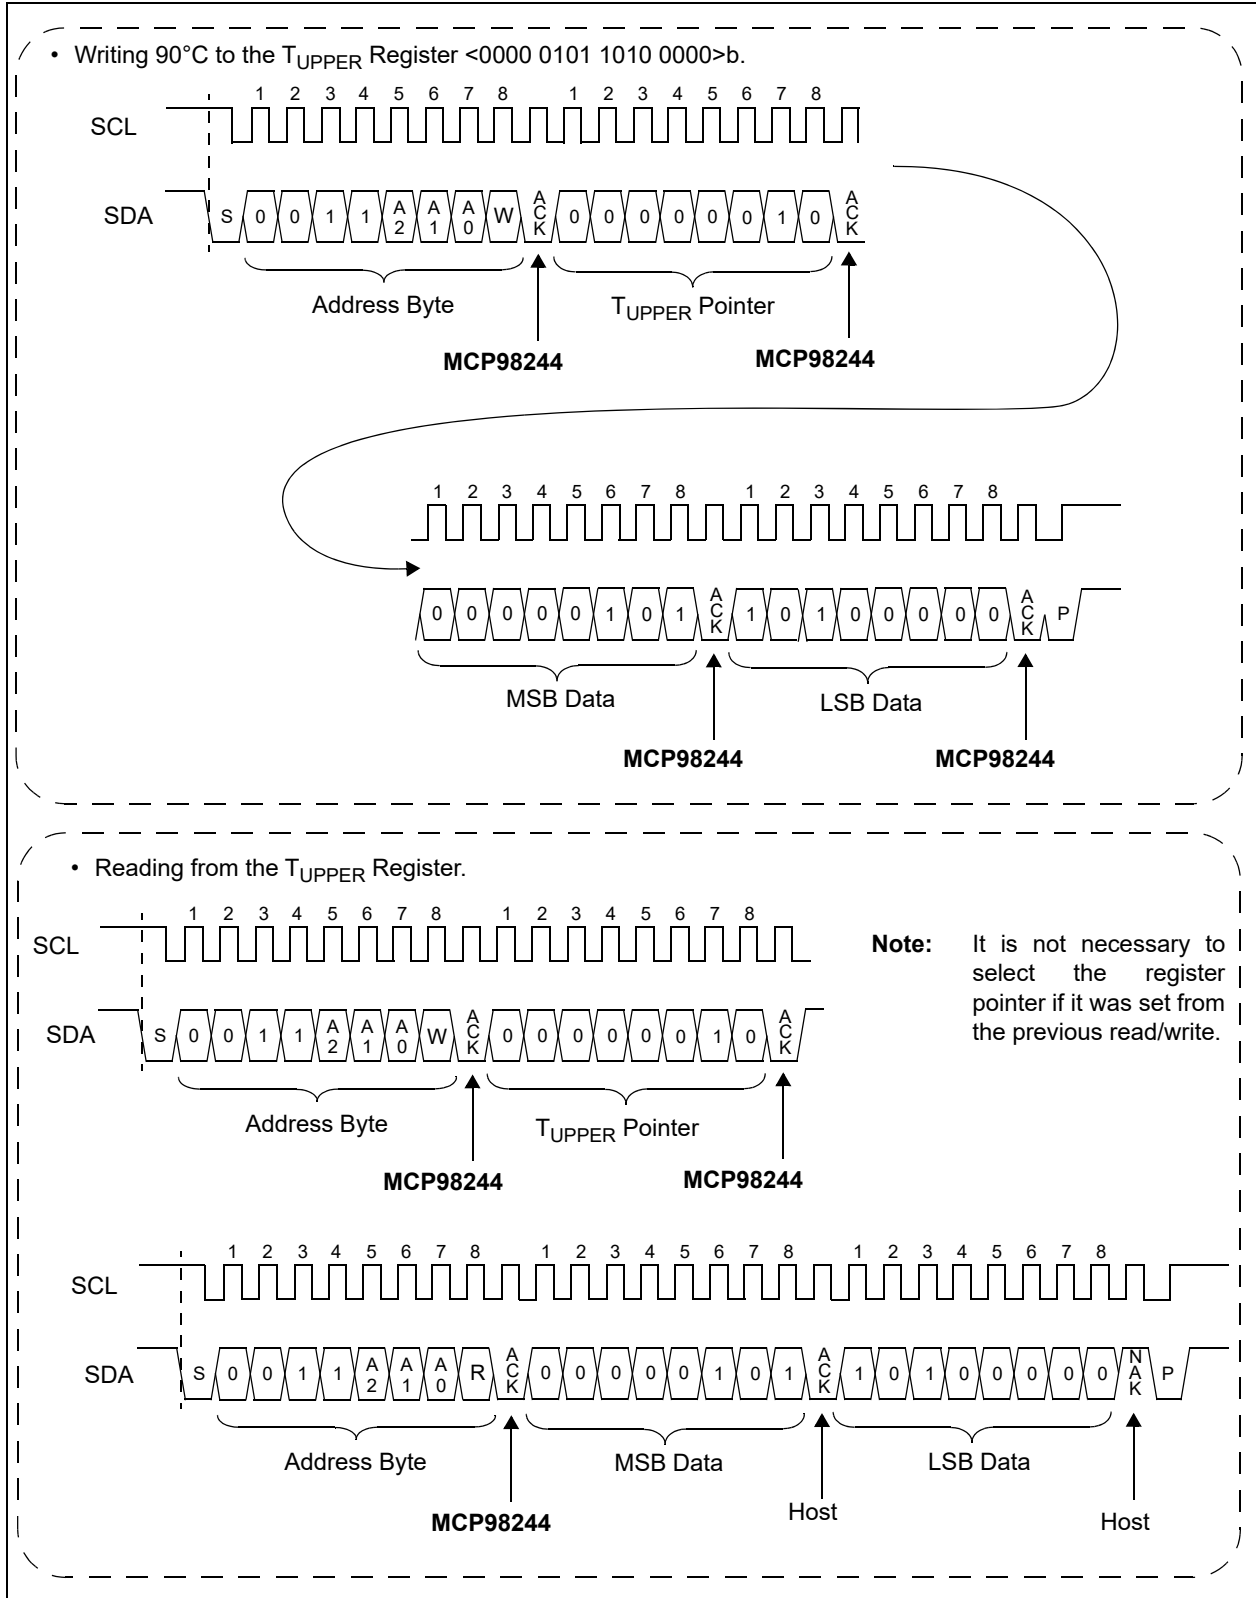 • Writing 90°C to the TUPPER Register <0000 0101 1010 0000>b.
1 2 3 4 5 6 7 8 1 2 3 4 5 6 7 8
SCL
SDA S 0 0 1 1 A2 A1 A0 W ACK 0 0 0 0 0 0 1 0 ACK
Address Byte TUPPER Pointer
MCP98244 MCP98244
1 2 3 4 5 6 7 8 1 2 3 4 5 6 7 8
0 0 0 0 0 1 0 1 ACK 1 0 1 0 0 0 0 0 ACK P
MSB Data LSB Data
MCP98244 MCP98244
• Reading from the TUPPER Register.
1 2 3 4 5 6 7 8 1 2 3 4 5 6 7 8
SCL
SDA S 0 0 1 1 A2 A1 A0 W ACK 0 0 0 0 0 0 1 0 ACK
Address Byte TUPPER Pointer
MCP98244 MCP98244
Note: It is not necessary to
select the register
pointer if it was set from
the previous read/write.
1 2 3 4 5 6 7 8 1 2 3 4 5 6 7 8 1 2 3 4 5 6 7 8
SCL
SDA S 0 0 1 1 A2 A1 A0 R ACK 0 0 0 0 0 1 0 1 ACK 1 0 1 0 0 0 0 0 NAK P
Address Byte MSB Data LSB Data
MCP98244 Host Host